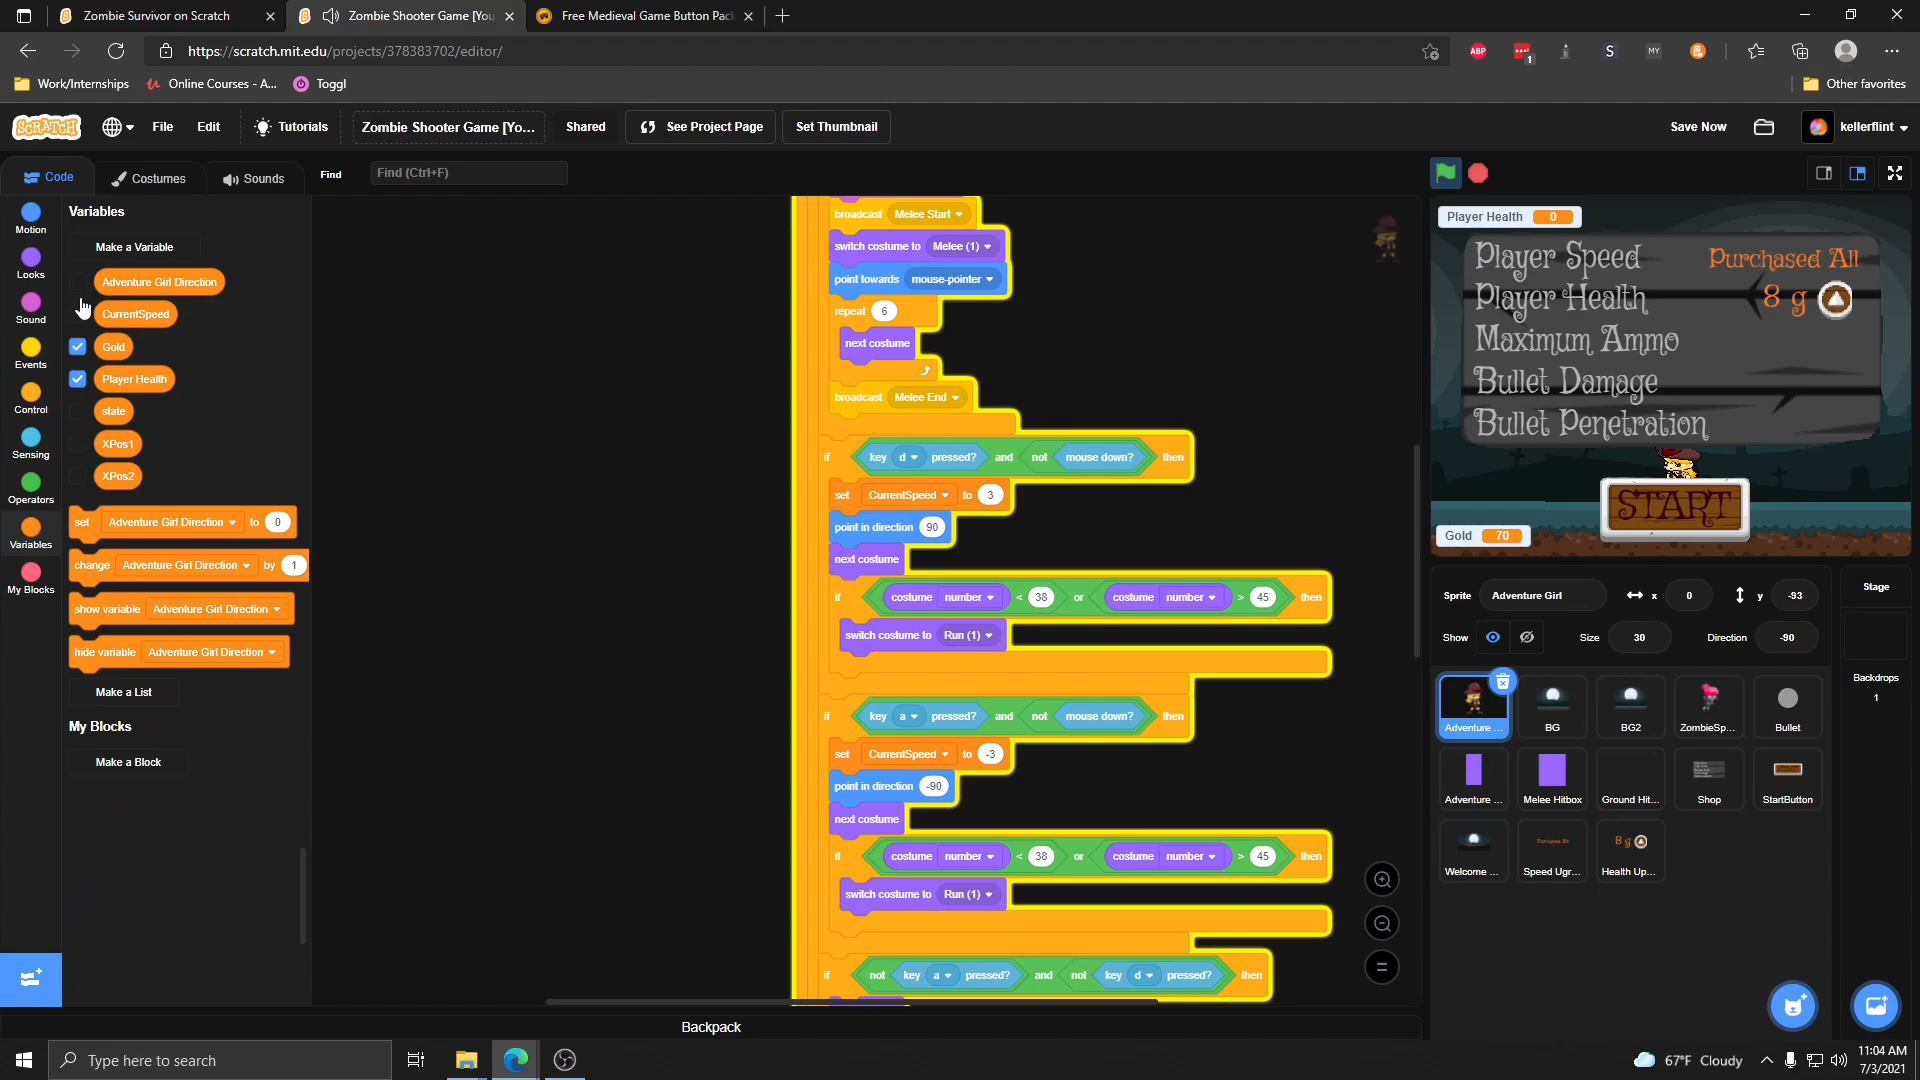 Zombie Survivor on Scratch
Zombie Shooter Game [You
Free Medieval Game Button Pack
https://scratch.mit.edu/projects/378383702/editor/
ABP
1
S
MY
Work/Internships
Online Courses - A...
Toggl
Other favorites
SCRATCH
File
Edit
Tutorials
Zombie Shooter Game [Yo...
Shared
See Project Page
Set Thumbnail
Save Now
kellerflint
Code
Costumes
Sounds
Find
Find (Ctrl+F)
Motion
Looks
Sound
Events
Control
Sensing
Operators
Variables
My Blocks
Variables
Make a Variable
Adventure Girl Direction
CurrentSpeed
Gold
Player Health
state
XPos1
XPos2
set Adventure Girl Direction to 0
change Adventure Girl Direction by 1
show variable Adventure Girl Direction
hide variable Adventure Girl Direction
Make a List
My Blocks
Make a Block
broadcast Melee Start
switch costume to Melee (1)
point towards mouse-pointer
repeat 6
next costume
broadcast Melee End
if key d pressed? and not mouse down? then
set CurrentSpeed to 3
point in direction 90
next costume
if costume number < 38 or costume number > 45 then
switch costume to Run (1)
if key a pressed? and not mouse down? then
set CurrentSpeed to -3
point in direction -90
next costume
if costume number < 38 or costume number > 45 then
switch costume to Run (1)
if not key a pressed? and not key d pressed? then
Backpack
Player Health 0
Player Speed Purchased All
Player Health 8 g
Maximum Ammo
Bullet Damage
Bullet Penetration
START
Gold 70
Sprite Adventure Girl x 0 y -93
Show Size 30 Direction -90
Stage
Backdrops
1
Adventure ...
BG
BG2
ZombieSp...
Bullet
Adventure ...
Melee Hitbox
Ground Hit...
Shop
StartButton
Welcome ...
Speed Ugr...
8 g
Health Up...
Type here to search
67°F Cloudy
11:04 AM
7/3/2021